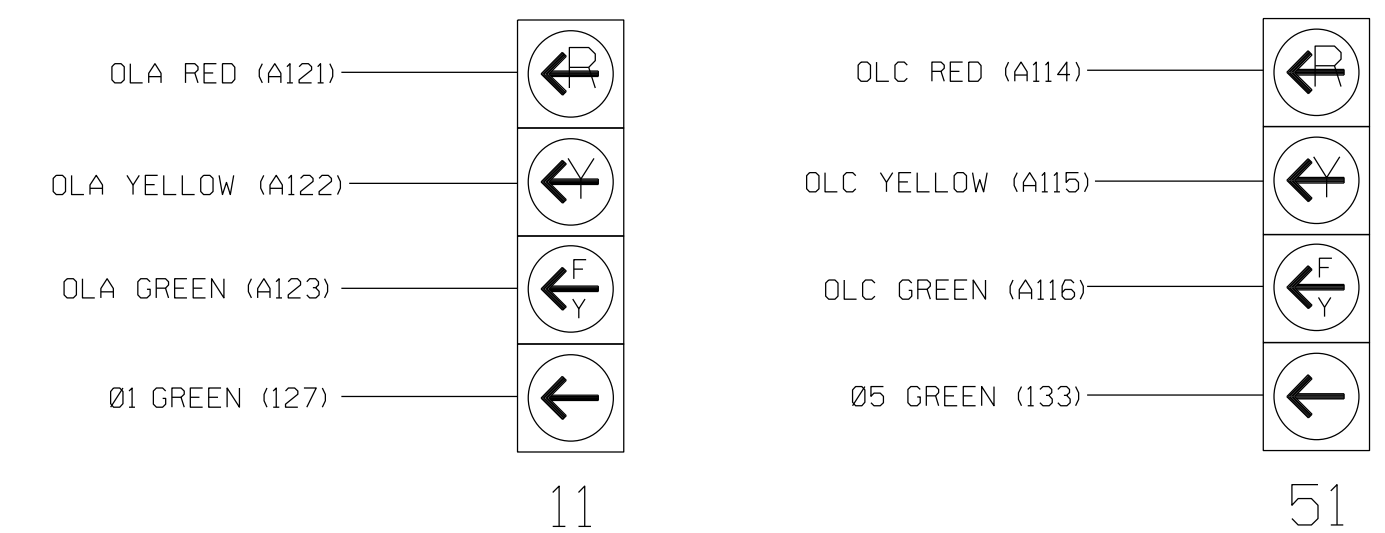 OLA RED (A121)
R
OLA YELLOW (A122)
Y
OLA GREEN (A123)
F
Y
Ø1 GREEN (127)
11
OLC RED (A114)
R
OLC YELLOW (A115)
Y
OLC GREEN (A116)
F
Y
Ø5 GREEN (133)
51